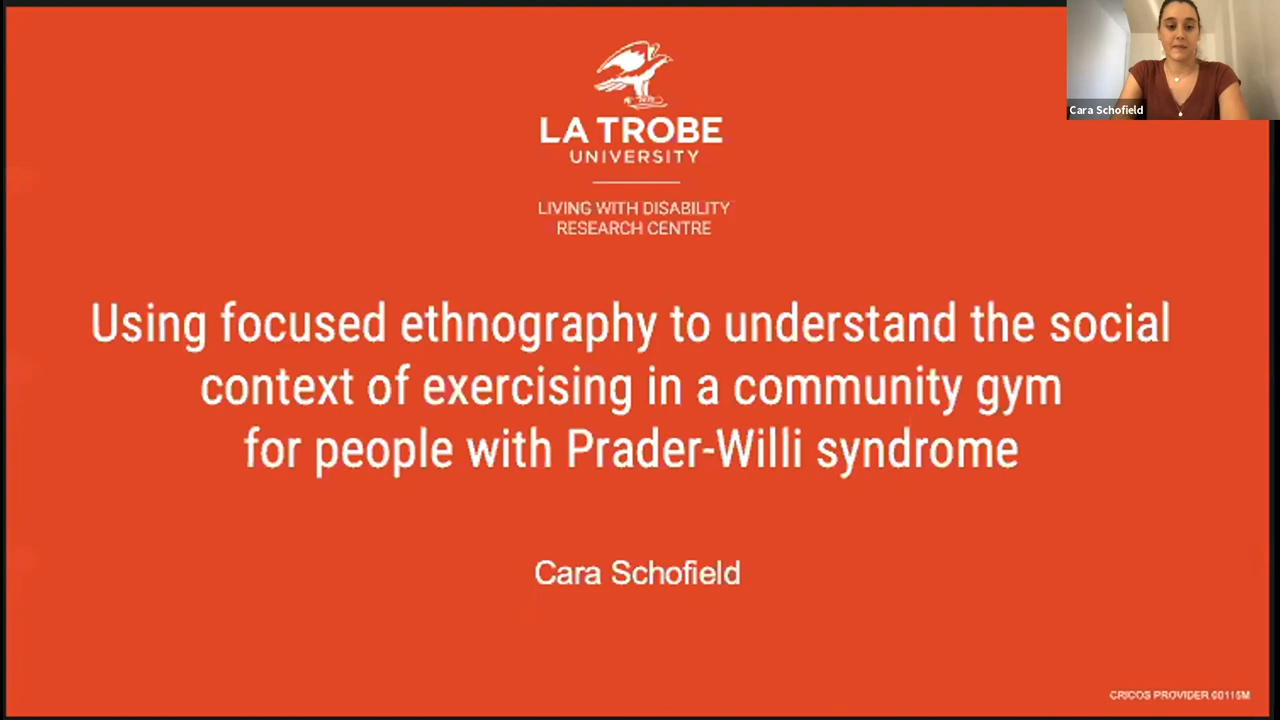 Cara Schofield
LA TROBE
UNIVERSITY
LIVING WITH DISABILITY
RESEARCH CENTRE
Using focused ethnography to understand the social
context of exercising in a community gym
for people with Prader-Willi syndrome
Cara Schofield
CRICOS PROVIDER 00115M